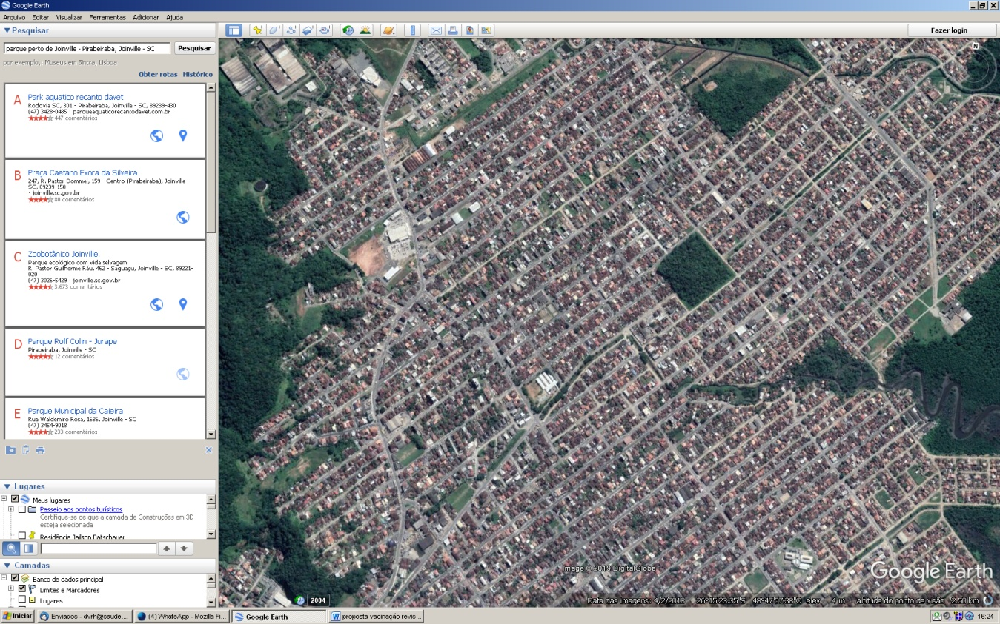 Google Earth
Arquivo Editar Visualizar Ferramentas Adicionar Ajuda
Pesquisar
Fazer login
parque perto de Joinville - Pirabeiraba, Joinville - SC
Pesquisar
por exemplo,: Museus em Sintra, Lisboa
Obter rotas Histórico
A Park aquatico recanto davet
Rodovia SC, 301 - Pirabeiraba, Joinville - SC, 89239-430
(47) 3428-0485 · parqueaquaticorecantodavet.com.br
447 comentários
B Praça Caetano Evora da Silveira
247, R. Pastor Dommel, 159 - Centro (Pirabeiraba), Joinville -
SC, 89239-150
· joinville.sc.gov.br
80 comentários
C Zoobotânico Joinville.
Parque ecológico com vida selvagem
R. Pastor Guilherme Ráu, 462 - Saguaçu, Joinville - SC, 89221-
020
(47) 3026-5429 · joinville.sc.gov.br
3.673 comentários
D Parque Rolf Colin - Jurape
Pirabeiraba, Joinville - SC
12 comentários
E Parque Municipal da Caieira
Rua Waldemiro Rosa, 1636, Joinville - SC
(47) 3454-9018
233 comentários
Lugares
Meus lugares
Passeio aos pontos turísticos
Certifique-se de que a camada de Construções em 3D
esteja selecionada
Residência Jailson Batschauer
Camadas
Banco de dados principal
Limites e Marcadores
Lugares
N
Image © 2019 DigitalGlobe
Google Earth
2004
Data das imagens: 4/2/2018 26°15'23.35"S 48°47'57.38"O elev 4 m altitude do ponto de visão 2.50 km
Iniciar
Enviados - dvrh@saude....
(4) WhatsApp - Mozilla Fi...
Google Earth
proposta vacinação revis...
16:24